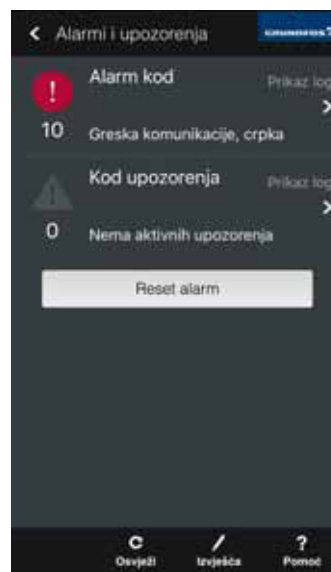 Alarmi i upozorenja
GRUNDFOS
Alarm kod
Prikaz log
10
Greska komunikacije, crpka
Kod upozorenja
Prikaz log
0
Nema aktivnih upozorenja
Reset alarm
Osvježi
Izvješća
Pomoć